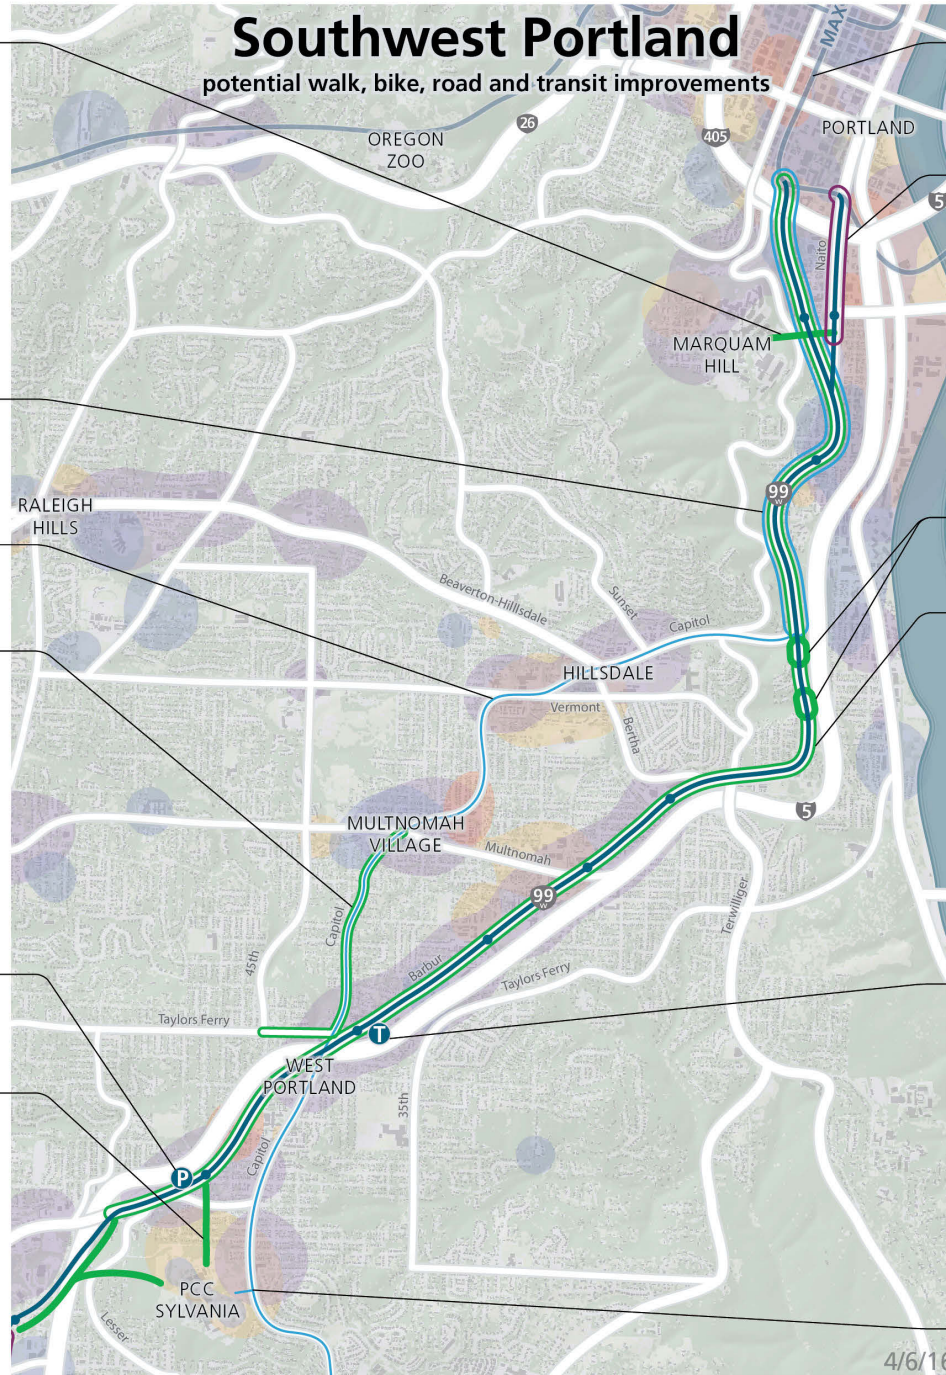 Southwest Portland
potential walk, bike, road and transit improvements
MAX
26
405
OREGON
ZOO
PORTLAND
5
Naito
MARQUAM
HILL
99
W
RALEIGH
HILLS
Beaverton-Hilllsdale
Sunset
Capitol
HILLSDALE
Vermont
Bertha
5
MULTNOMAH
VILLAGE
Multnomah
99
W
Terwilliger
Capitol
45th
Barbur
Taylors Ferry
Taylors Ferry
T
WEST
PORTLAND
35th
Capitol
P
PCC
SYLVANIA
Lesser
4/6/16